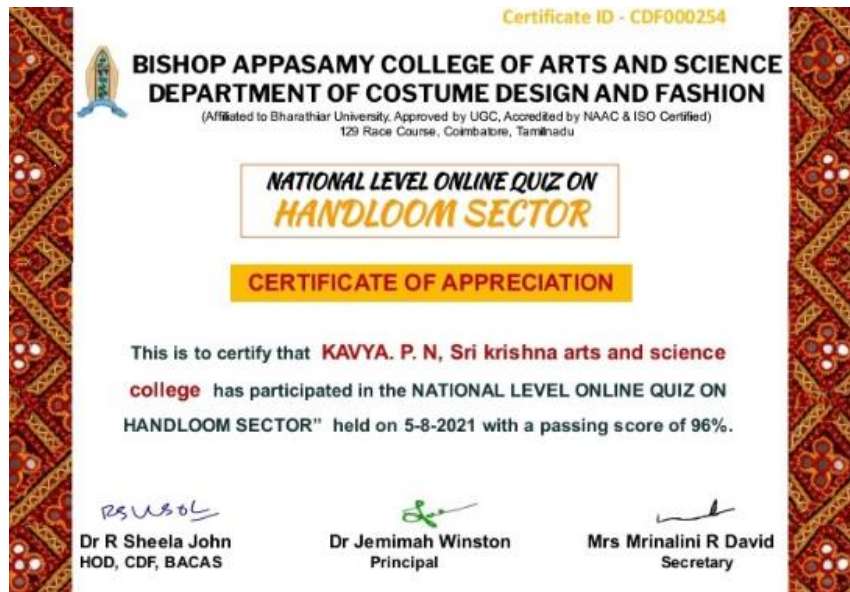 Certificate ID - CDF000254
BISHOP APPASAMY COLLEGE OF ARTS AND SCIENCE
DEPARTMENT OF COSTUME DESIGN AND FASHION
(Affiliated to Bharathiar University, Approved by UGC, Accredited by NAAC & ISO Certified)
129 Race Course, Coimbatore, Tamilnadu
NATIONAL LEVEL ONLINE QUIZ ON
HANDLOOM SECTOR
CERTIFICATE OF APPRECIATION
This is to certify that KAVYA. P. N, Sri krishna arts and science
college has participated in the NATIONAL LEVEL ONLINE QUIZ ON
HANDLOOM SECTOR” held on 5-8-2021 with a passing score of 96%.
Dr R Sheela John
HOD, CDF, BACAS
Dr Jemimah Winston
Principal
Mrs Mrinalini R David
Secretary